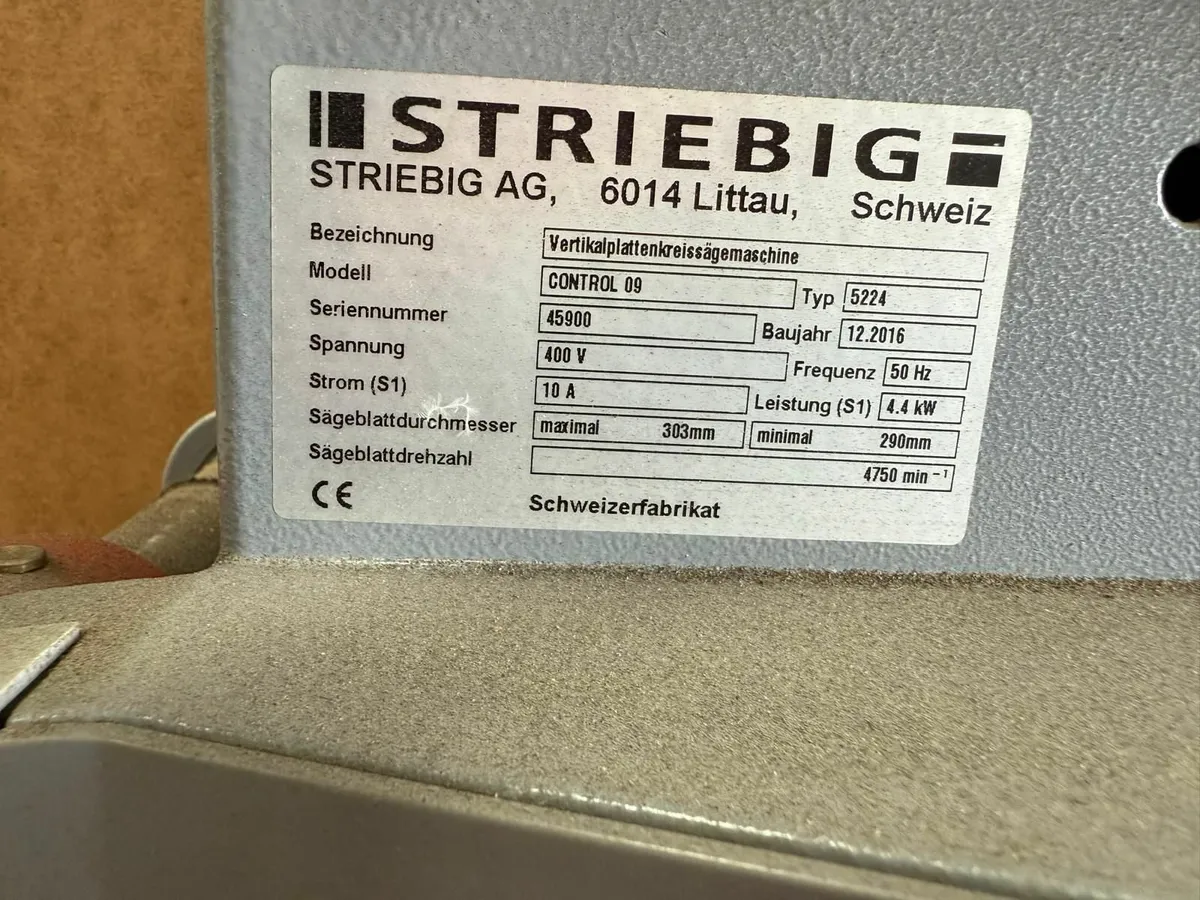 STRIEBIG
STRIEBIG AG, 6014 Littau, Schweiz
Bezeichnung Vertikalplattenkreissägemaschine
Modell CONTROL 09 Typ 5224
Seriennummer 45900 Baujahr 12.2016
Spannung 400 V Frequenz 50 Hz
Strom (S1) 10 A Leistung (S1) 4.4 kW
Sägeblattdurchmesser maximal 303mm minimal 290mm
Sägeblattdrehzahl 4750 min⁻¹
CE Schweizerfabrikat